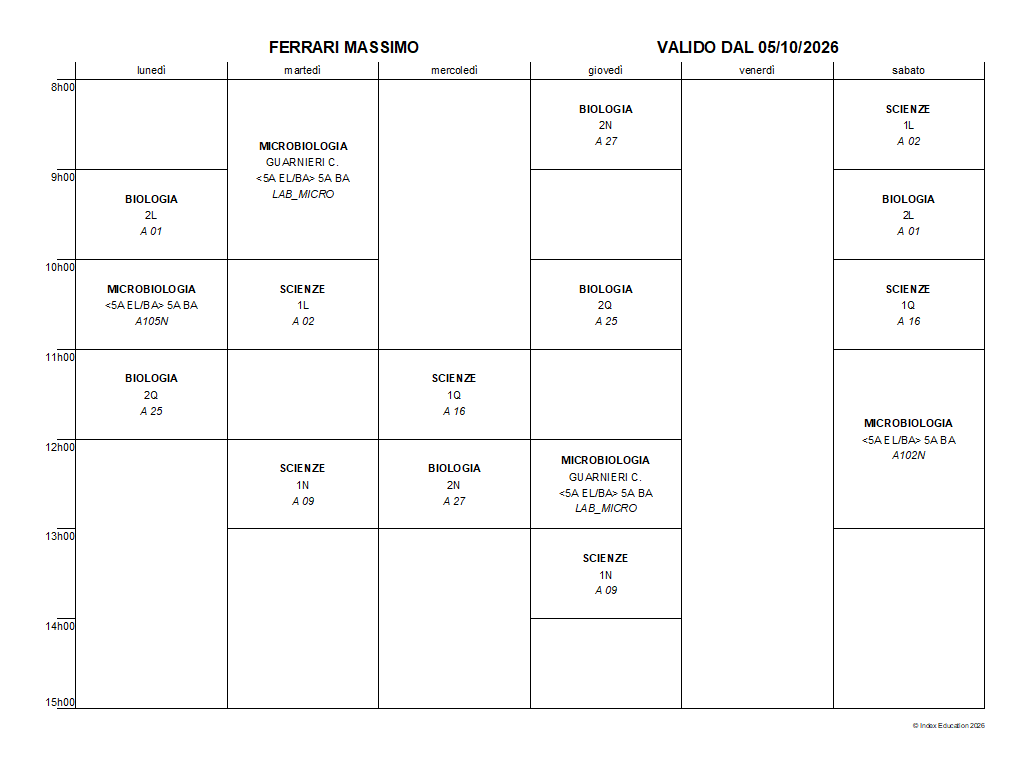 FERRARI MASSIMO
VALIDO DAL 05/10/2026
lunedì
martedì
mercoledì
giovedì
venerdì
sabato
8h00
9h00
10h00
11h00
12h00
13h00
14h00
15h00
BIOLOGIA
2L
A 01
MICROBIOLOGIA
<5A EL/BA> 5A BA
A105N
BIOLOGIA
2Q
A 25
MICROBIOLOGIA
GUARNIERI C.
<5A EL/BA> 5A BA
LAB_MICRO
SCIENZE
1L
A 02
SCIENZE
1N
A 09
SCIENZE
1Q
A 16
BIOLOGIA
2N
A 27
BIOLOGIA
2N
A 27
BIOLOGIA
2Q
A 25
MICROBIOLOGIA
GUARNIERI C.
<5A EL/BA> 5A BA
LAB_MICRO
SCIENZE
1N
A 09
SCIENZE
1L
A 02
BIOLOGIA
2L
A 01
SCIENZE
1Q
A 16
MICROBIOLOGIA
<5A EL/BA> 5A BA
A102N
© Index Education 2026